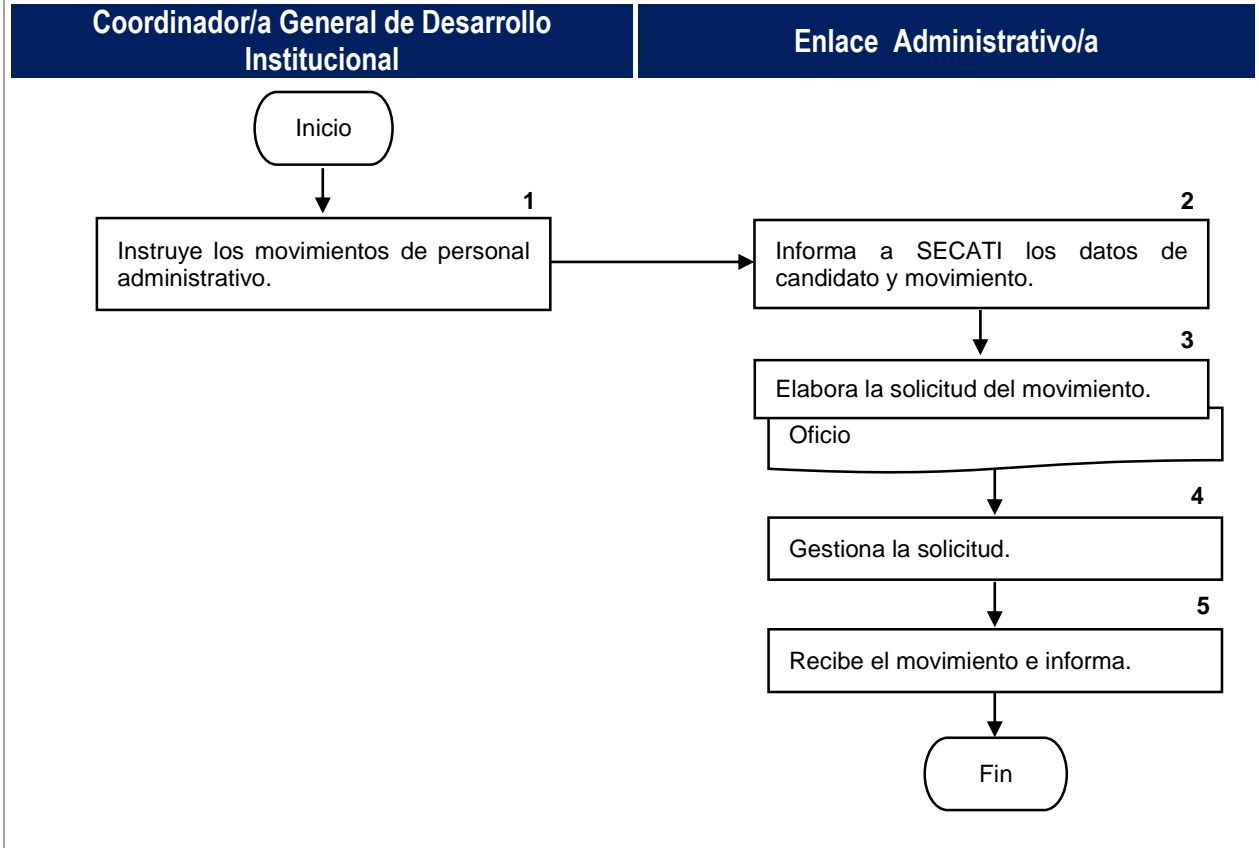 Coordinador/a General de Desarrollo
Institucional
Enlace Administrativo/a
Inicio
1
Instruye los movimientos de personal
administrativo.
2
Informa a SECATI los datos de
candidato y movimiento.
3
Elabora la solicitud del movimiento.
Oficio
4
Gestiona la solicitud.
5
Recibe el movimiento e informa.
Fin